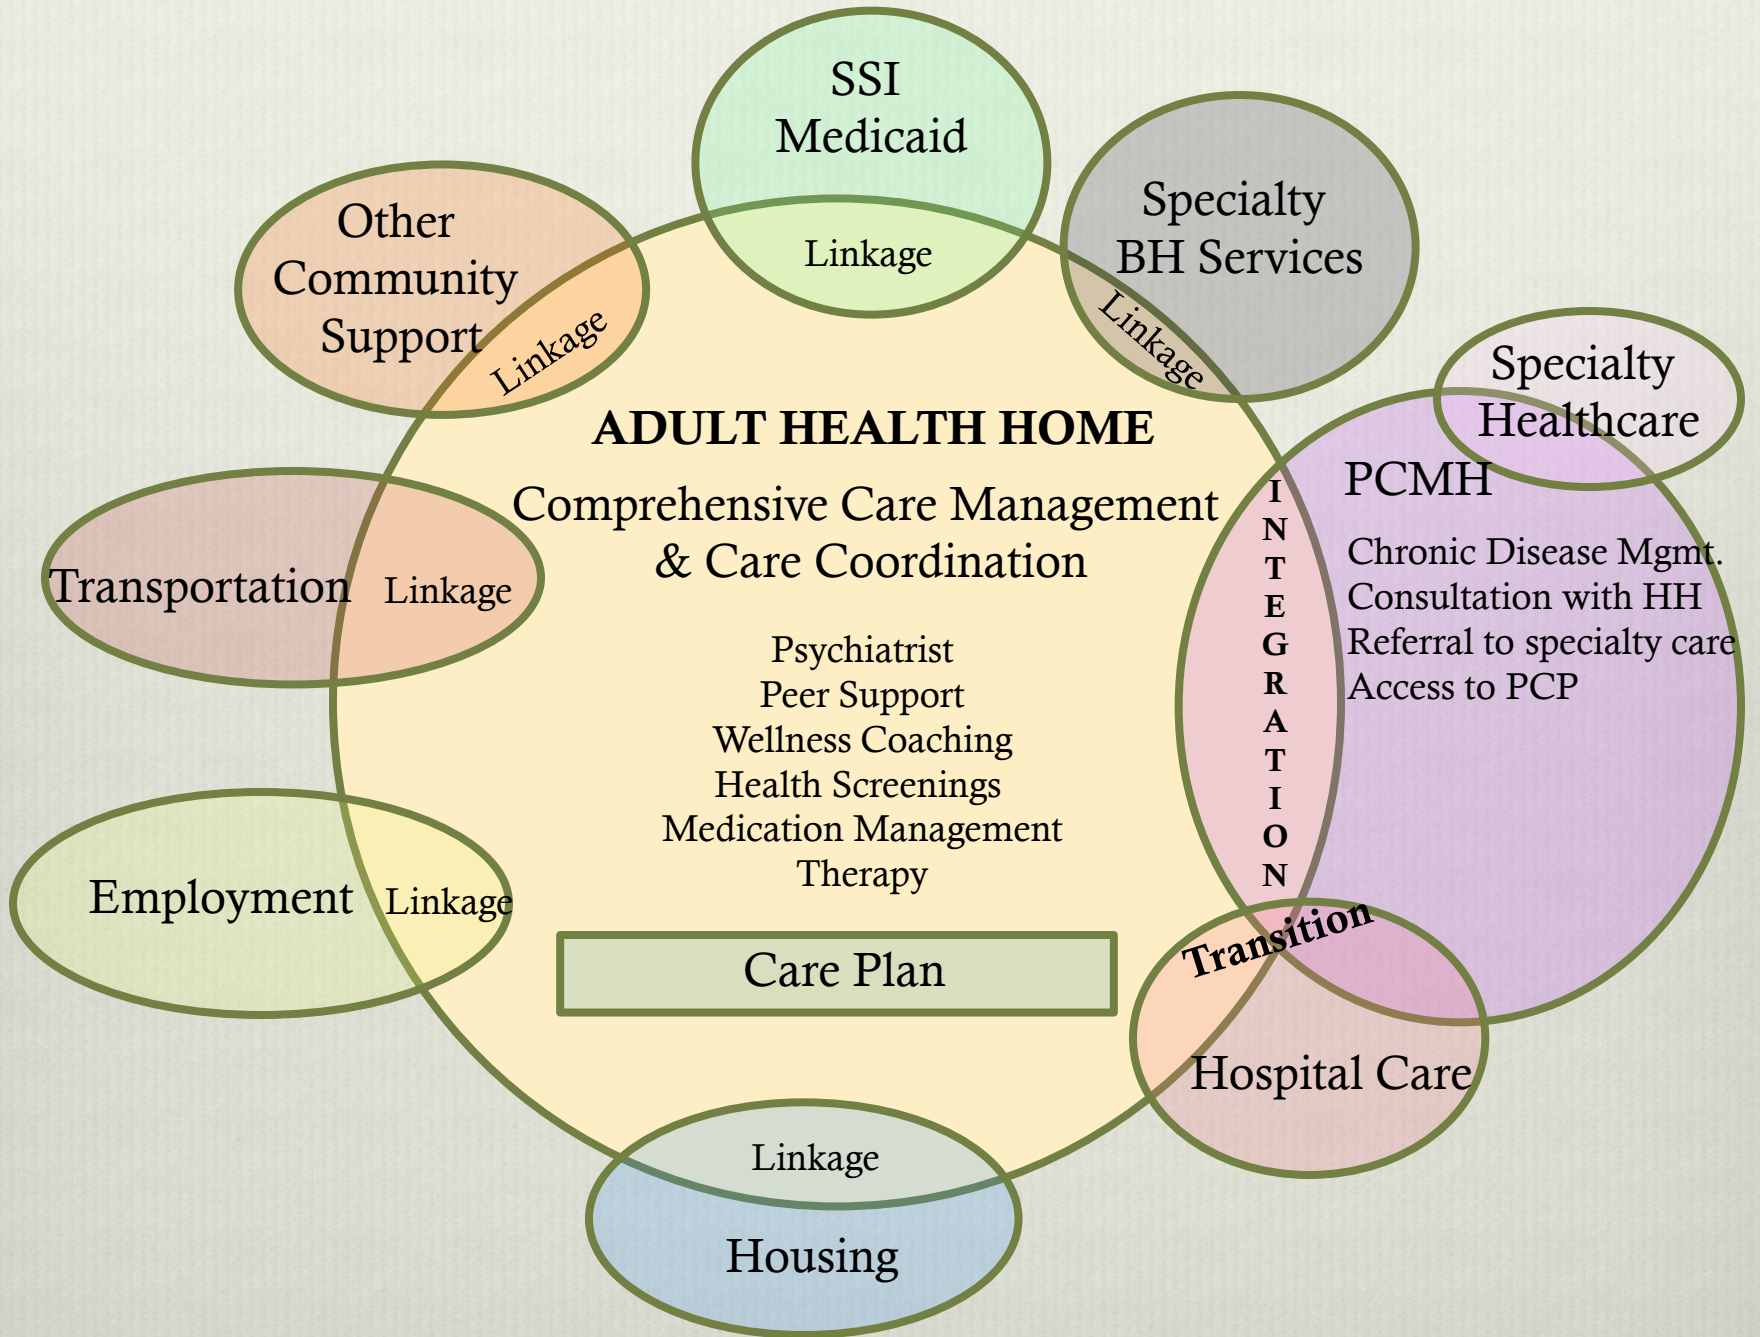 SSI
Medicaid
Linkage
Specialty
BH Services
Linkage
Other
Community
Support
Linkage
Specialty
Healthcare
ADULT HEALTH HOME
Comprehensive Care Management
& Care Coordination
Psychiatrist
Peer Support
Wellness Coaching
Health Screenings
Medication Management
Therapy
Care Plan
INTEGRATION
PCMH
Chronic Disease Mgmt.
Consultation with HH
Referral to specialty care
Access to PCP
Transportation
Linkage
Employment
Linkage
Transition
Hospital Care
Linkage
Housing